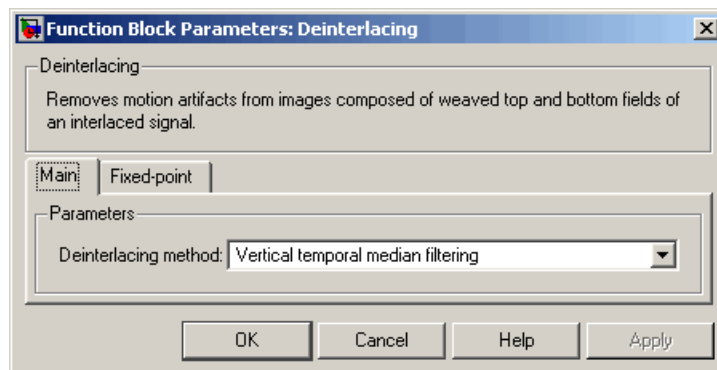 Function Block Parameters: Deinterlacing
Deinterlacing
Removes motion artifacts from images composed of weaved top and bottom fields of
an interlaced signal.
Main Fixed-point
Parameters
Deinterlacing method: Vertical temporal median filtering
OK Cancel Help Apply